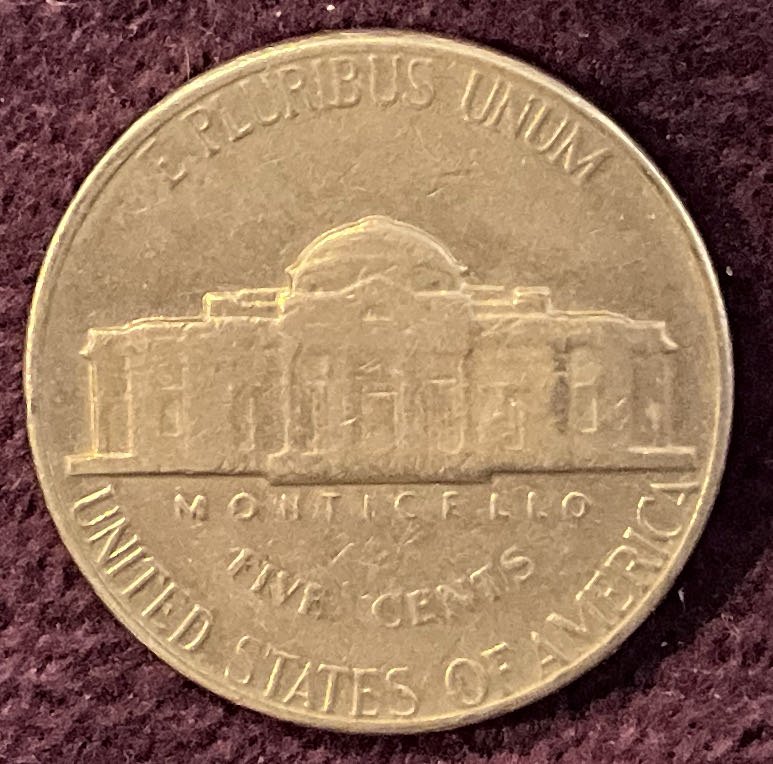 E PLURIBUS UNUM
MONTICELLO
FIVE CENTS
UNITED STATES OF AMERICA